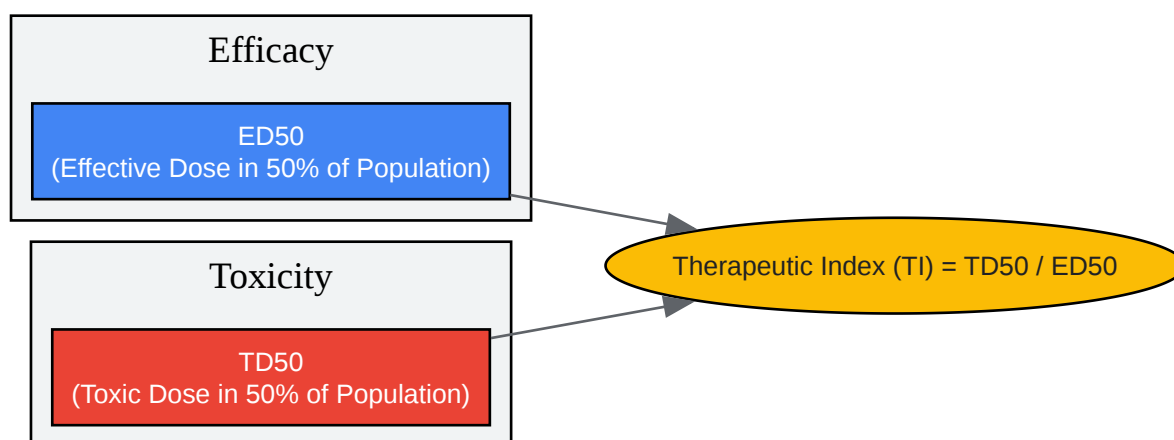 Efficacy
ED50
(Effective Dose in 50% of Population)
Therapeutic Index (TI) = TD50 / ED50
Toxicity
TD50
(Toxic Dose in 50% of Population)